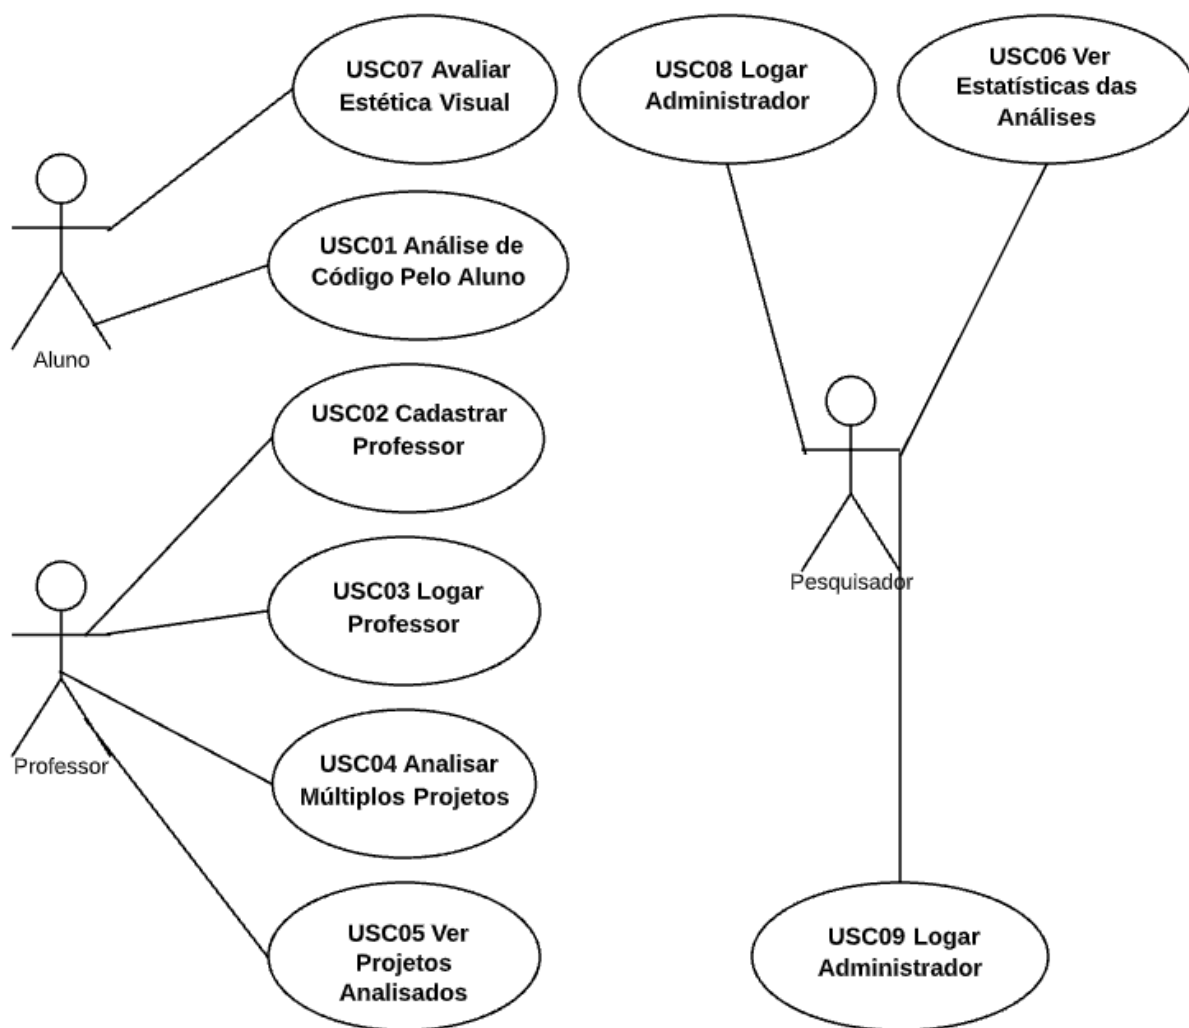 USC07 Avaliar
Estética Visual
USC08 Logar
Administrador
USC06 Ver
Estatísticas das
Análises
USC01 Análise de
Código Pelo Aluno
Aluno
USC02 Cadastrar
Professor
USC03 Logar
Professor
Pesquisador
Professor
USC04 Analisar
Múltiplos Projetos
USC05 Ver
Projetos
Analisados
USC09 Logar
Administrador